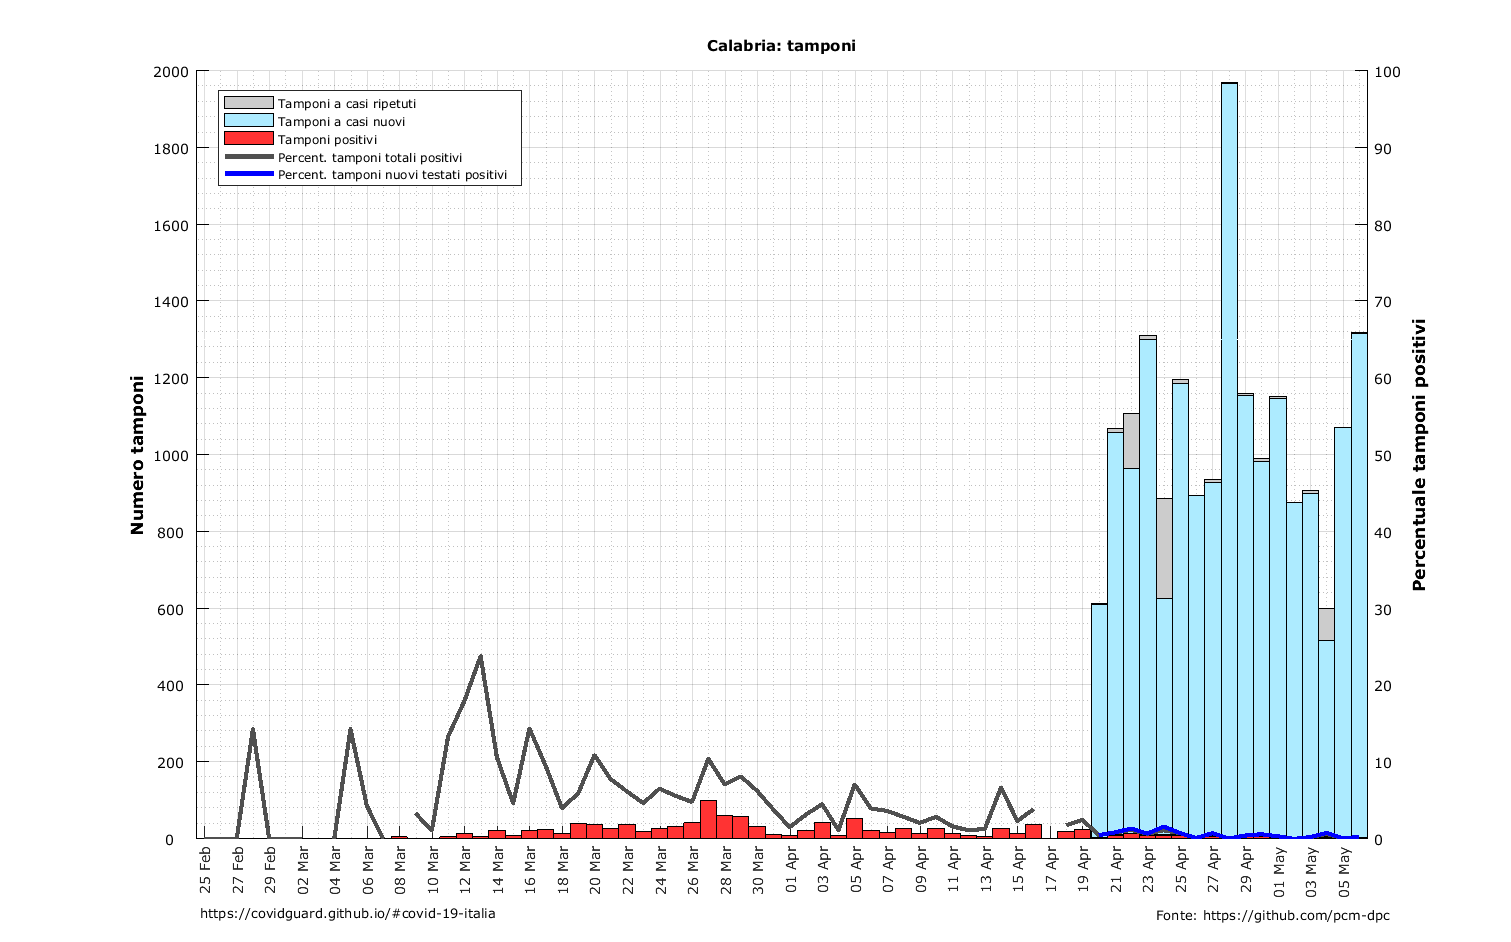 Calabria: tamponi
Tamponi a casi ripetuti
Tamponi a casi nuovi
Tamponi positivi
Percent. tamponi totali positivi
Percent. tamponi nuovi testati positivi
Numero tamponi
2000
1800
1600
1400
1200
1000
800
600
400
200
0
100
90
80
70
60
50
40
30
20
10
0
Percentuale tamponi positivi
25 Feb
27 Feb
29 Feb
02 Mar
04 Mar
06 Mar
08 Mar
10 Mar
12 Mar
14 Mar
16 Mar
18 Mar
20 Mar
22 Mar
24 Mar
26 Mar
28 Mar
30 Mar
01 Apr
03 Apr
05 Apr
07 Apr
09 Apr
11 Apr
13 Apr
15 Apr
17 Apr
19 Apr
21 Apr
23 Apr
25 Apr
27 Apr
29 Apr
01 May
03 May
05 May
https://covidguard.github.io/#covid-19-italia
Fonte: https://github.com/pcm-dpc